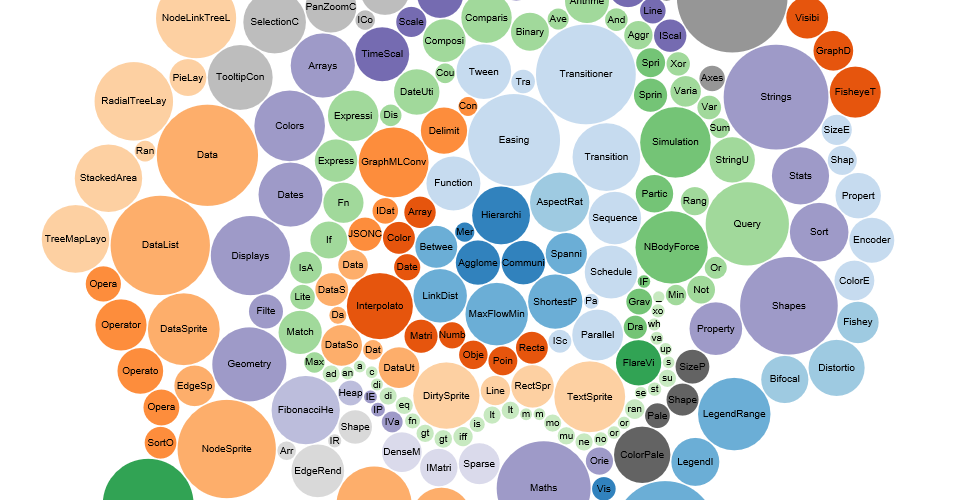 NodeLinkTreeL
SelectionC
PanZoomC
ICo
Scale
Comparis
Ave
Arithme
And
Line
Visibi
Binary
Aggr
IScal
Composi
TimeScal
GraphD
Arrays
Spri
Xor
PieLay
TooltipCon
Cou
Tween
Tra
Transitioner
Axes
RadialTreeLay
DateUti
Sprin
Varia
Strings
FisheyeT
Con
Var
Expressi
Dis
Colors
Delimit
Sum
SizeE
Easing
Simulation
Ran
Data
Express
GraphMLConv
Transition
StringU
Shap
StackedArea
Function
Stats
Dates
Partic
Propert
Fn
IDat
Array
Hierarchi
AspectRat
Rang
Sequence
Query
TreeMapLayo
DataList
If
JSONC
Color
Mer
Sort
Encoder
Betwee
NBodyForce
Displays
Spanni
IsA
Data
Date
Agglome
Communi
Schedule
Or
Opera
IF
ColorE
Lite
DataS
LinkDist
Interpolato
ShortestP
Pa
Grav
Min
Not
Shapes
Filte
Da
MaxFlowMin
xo
Operator
DataSprite
Match
Dra
wh
Property
Fishey
Matri
Numb
Parallel
va
DataSo
Dat
ISc
Recta
up
Obje
Poin
Max
FlareVi
s
SizeP
Geometry
ad
an
a
c
DataUt
Distortio
Operato
su
Bifocal
EdgeSp
di
Line
RectSpr
st
Heap
IE
di
DirtySprite
TextSprite
se
Shape
Opera
FibonacciHe
IP
eq
ran
lt
lt
m
m
Pale
LegendRange
IVa
fn
is
mo
or
Shape
gt
gt
iff
mu
ne
no
or
SortO
NodeSprite
IR
Arr
DenseM
ColorPale
Orie
LegendI
EdgeRend
IMatri
Sparse
Maths
Vis